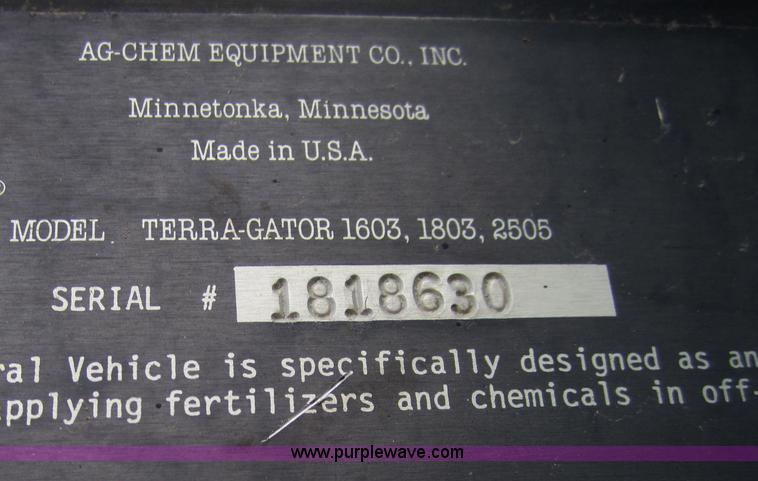 AG-CHEM EQUIPMENT CO., INC.
Minnetonka, Minnesota
Made in U.S.A.
®
MODEL TERRA-GATOR 1603, 1803, 2505
SERIAL # 1818630
ral Vehicle is specifically designed as an
applying fertilizers and chemicals in off-
www.purplewave.com